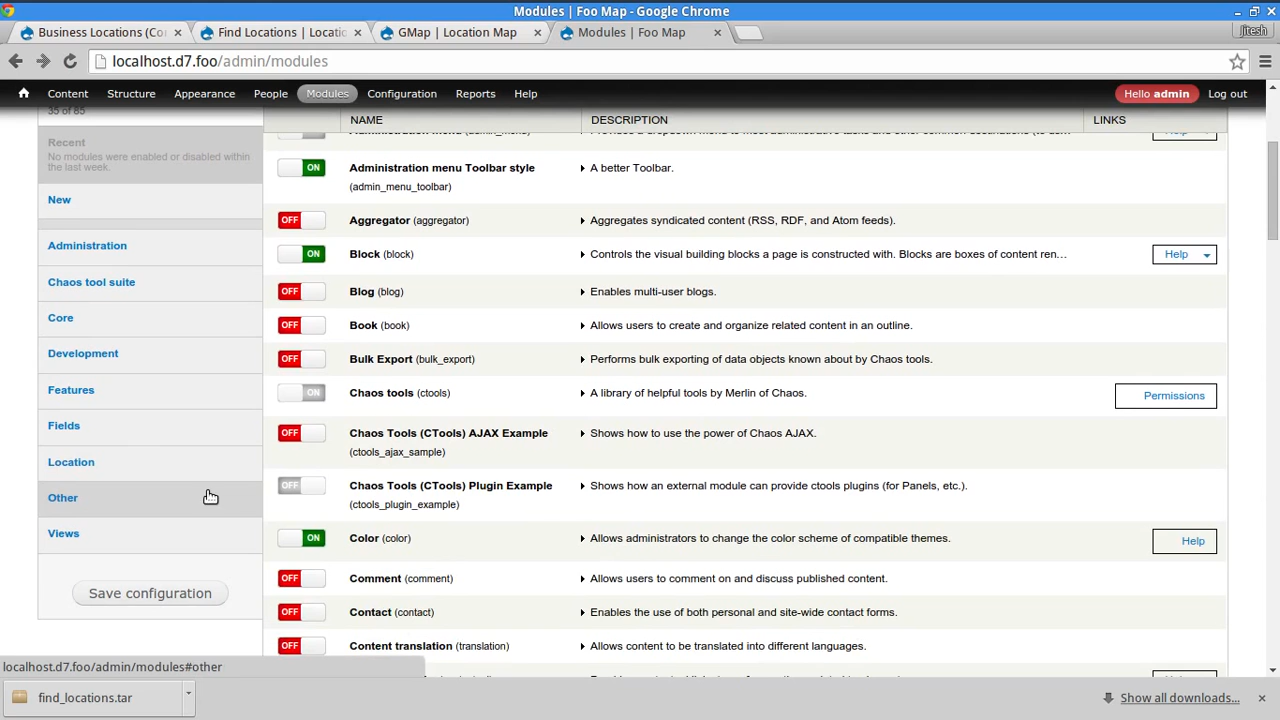 Modules | Foo Map - Google Chrome
Business Locations (Co
Find Locations | Locatio
GMap | Location Map
Modules | Foo Map
jitesh
localhost.d7.foo/admin/modules
Content Structure Appearance People Modules Configuration Reports Help Hello admin Log out
35 of 85
NAME DESCRIPTION LINKS
Recent
No modules were enabled or disabled within
the last week.
New
Administration
Chaos tool suite
Core
Development
Features
Fields
Location
Other
Views
Save configuration
Administration menu (admin_menu) Provides a dropdown menu to most administrative tasks and other common destinations (to us… Help
ON Administration menu Toolbar style A better Toolbar.
(admin_menu_toolbar)
OFF Aggregator (aggregator) Aggregates syndicated content (RSS, RDF, and Atom feeds).
ON Block (block) Controls the visual building blocks a page is constructed with. Blocks are boxes of content ren… Help
OFF Blog (blog) Enables multi-user blogs.
OFF Book (book) Allows users to create and organize related content in an outline.
OFF Bulk Export (bulk_export) Performs bulk exporting of data objects known about by Chaos tools.
ON Chaos tools (ctools) A library of helpful tools by Merlin of Chaos. Permissions
OFF Chaos Tools (CTools) AJAX Example Shows how to use the power of Chaos AJAX.
(ctools_ajax_sample)
OFF Chaos Tools (CTools) Plugin Example Shows how an external module can provide ctools plugins (for Panels, etc.).
(ctools_plugin_example)
ON Color (color) Allows administrators to change the color scheme of compatible themes. Help
OFF Comment (comment) Allows users to comment on and discuss published content.
OFF Contact (contact) Enables the use of both personal and site-wide contact forms.
OFF Content translation (translation) Allows content to be translated into different languages.
localhost.d7.foo/admin/modules#other
find_locations.tar
Show all downloads...